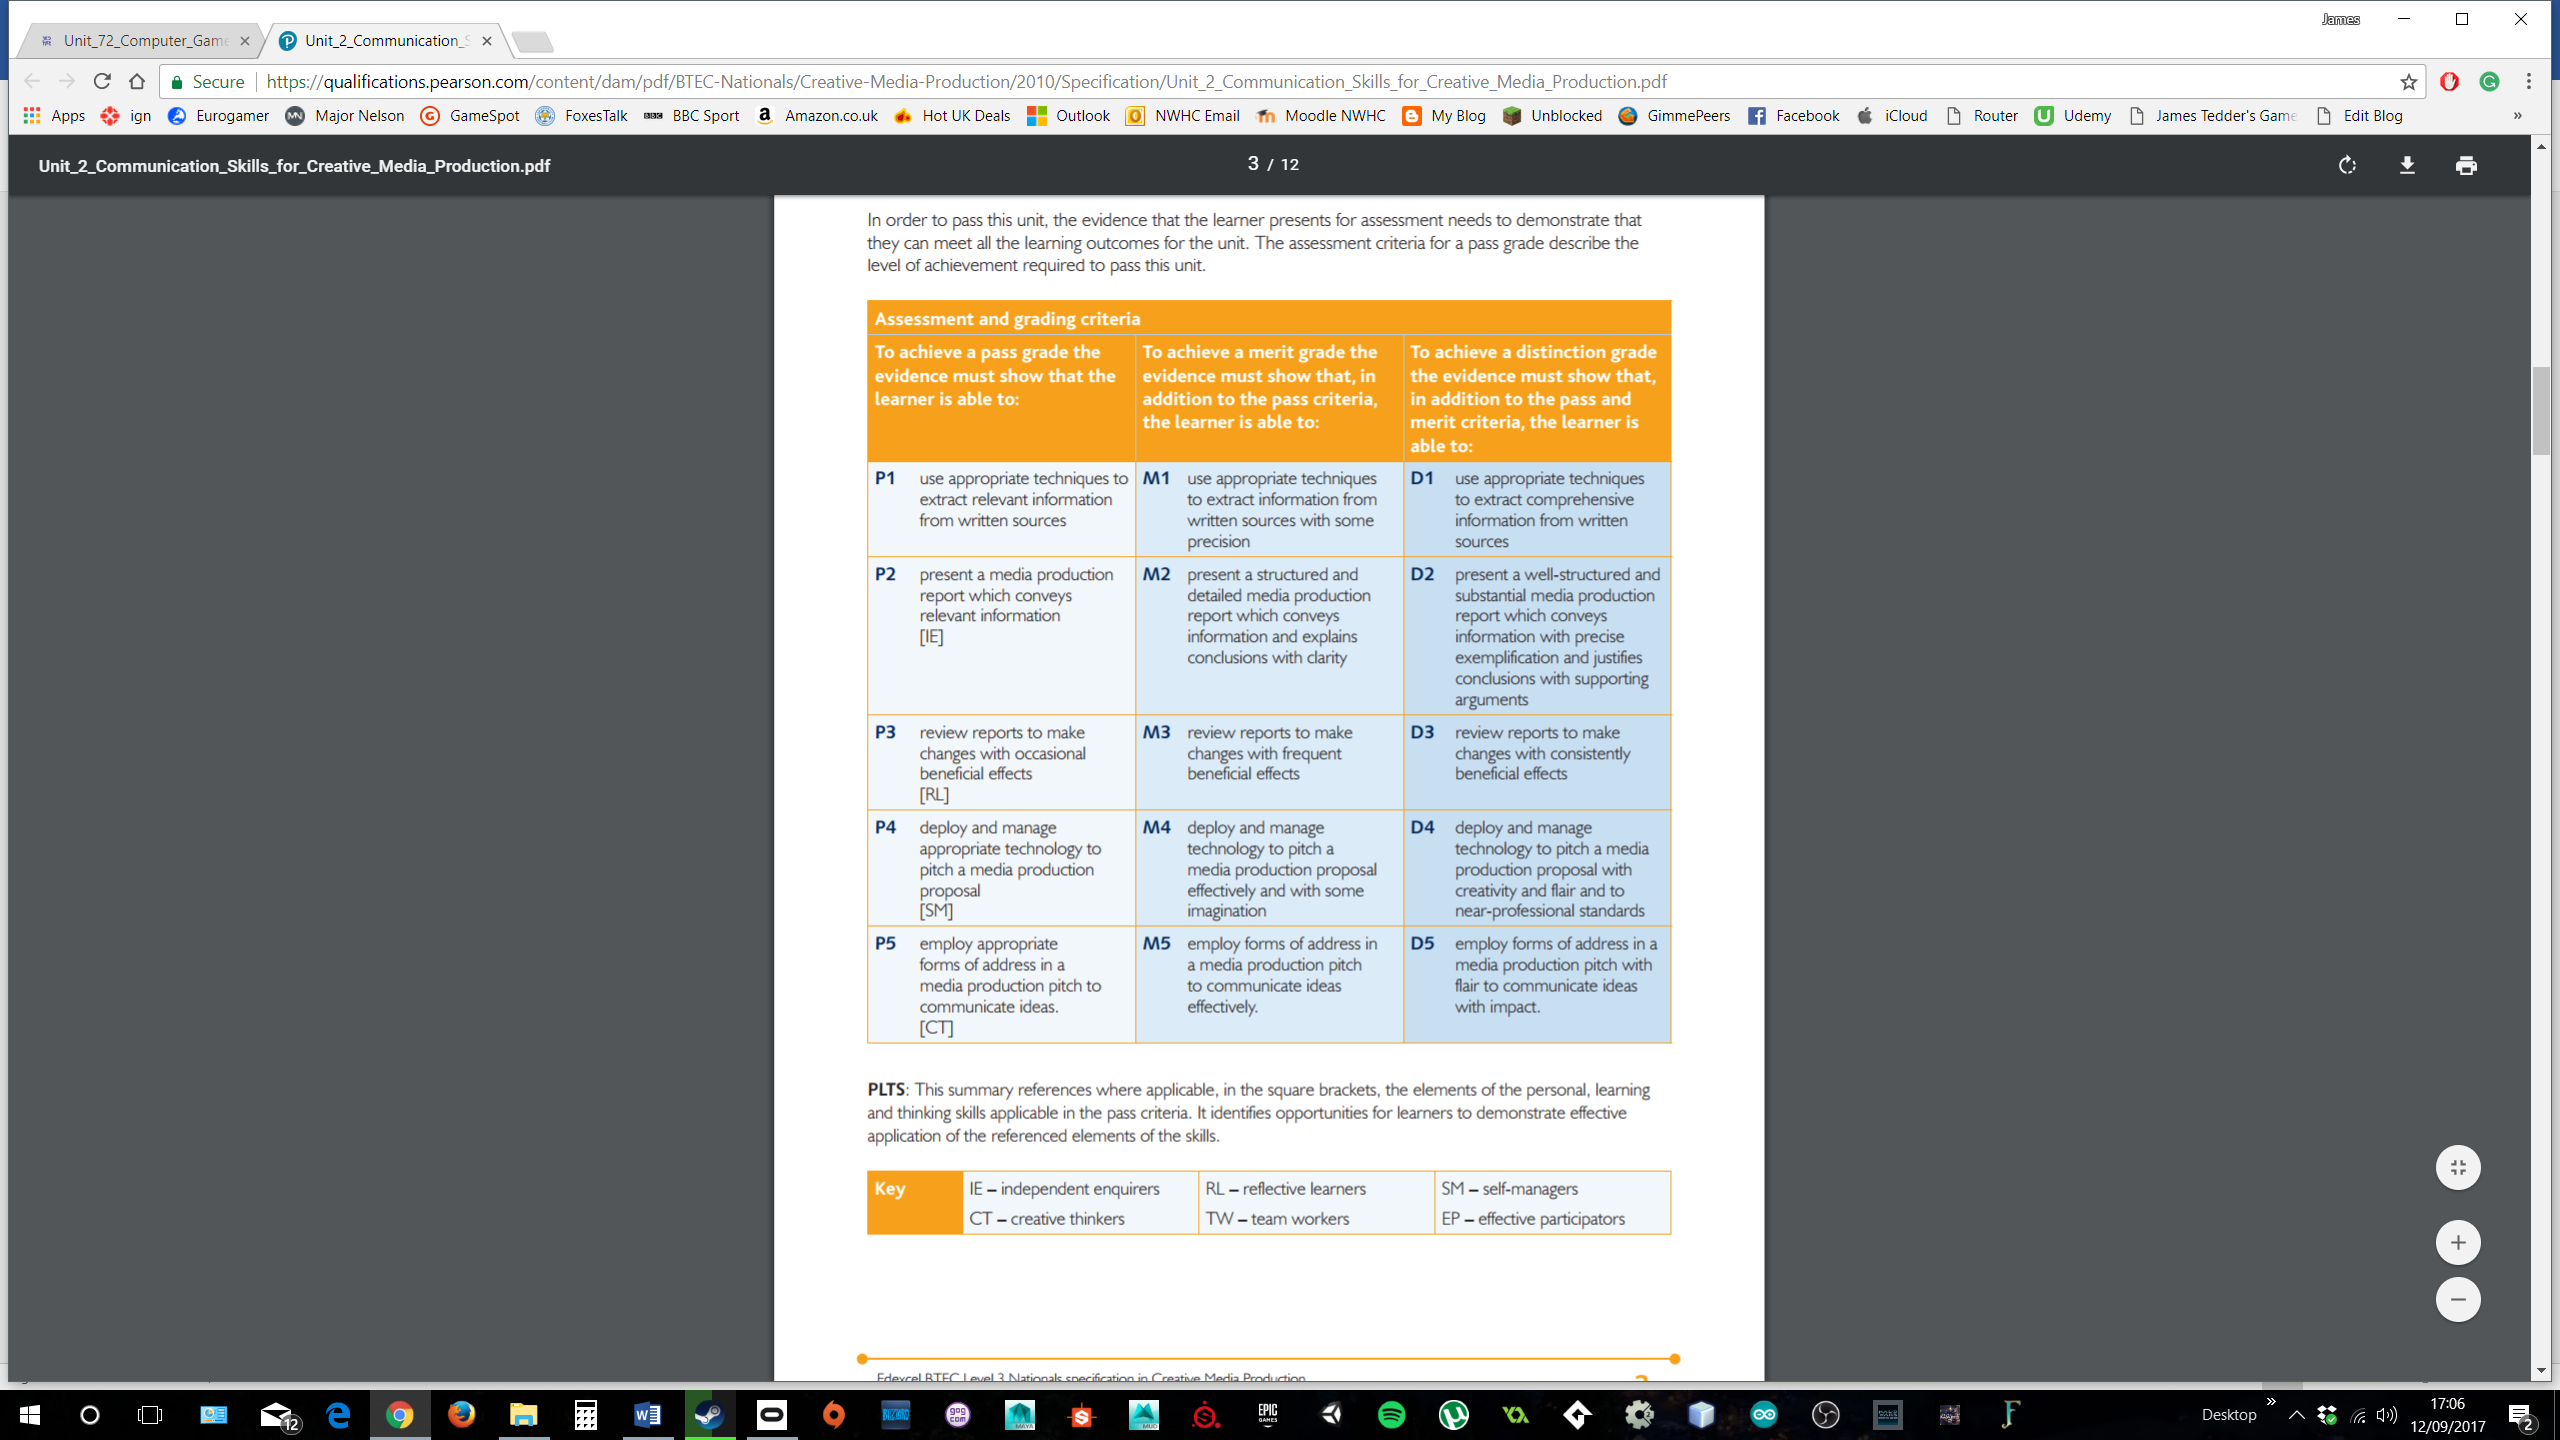 James
Unit_72_Computer_Game
Unit_2_Communication_S
Secure
https://qualifications.pearson.com/content/dam/pdf/BTEC-Nationals/Creative-Media-Production/2010/Specification/Unit_2_Communication_Skills_for_Creative_Media_Production.pdf
Apps ign Eurogamer Major Nelson GameSpot FoxesTalk BBC Sport Amazon.co.uk Hot UK Deals Outlook NWHC Email Moodle NWHC My Blog Unblocked GimmePeers Facebook iCloud Router Udemy James Tedder's Game Edit Blog »
Unit_2_Communication_Skills_for_Creative_Media_Production.pdf
3 / 12
In order to pass this unit, the evidence that the learner presents for assessment needs to demonstrate that
they can meet all the learning outcomes for the unit. The assessment criteria for a pass grade describe the
level of achievement required to pass this unit.
Assessment and grading criteria
To achieve a pass grade the
evidence must show that the
learner is able to:
To achieve a merit grade the
evidence must show that, in
addition to the pass criteria,
the learner is able to:
To achieve a distinction grade
the evidence must show that,
in addition to the pass and
merit criteria, the learner is
able to:
P1 use appropriate techniques to
extract relevant information
from written sources
M1 use appropriate techniques
to extract information from
written sources with some
precision
D1 use appropriate techniques
to extract comprehensive
information from written
sources
P2 present a media production
report which conveys
relevant information
[IE]
M2 present a structured and
detailed media production
report which conveys
information and explains
conclusions with clarity
D2 present a well-structured and
substantial media production
report which conveys
information with precise
exemplification and justifies
conclusions with supporting
arguments
P3 review reports to make
changes with occasional
beneficial effects
[RL]
M3 review reports to make
changes with frequent
beneficial effects
D3 review reports to make
changes with consistently
beneficial effects
P4 deploy and manage
appropriate technology to
pitch a media production
proposal
[SM]
M4 deploy and manage
technology to pitch a
media production proposal
effectively and with some
imagination
D4 deploy and manage
technology to pitch a media
production proposal with
creativity and flair and to
near-professional standards
P5 employ appropriate
forms of address in a
media production pitch to
communicate ideas.
[CT]
M5 employ forms of address in
a media production pitch
to communicate ideas
effectively.
D5 employ forms of address in a
media production pitch with
flair to communicate ideas
with impact.
PLTS: This summary references where applicable, in the square brackets, the elements of the personal, learning
and thinking skills applicable in the pass criteria. It identifies opportunities for learners to demonstrate effective
application of the referenced elements of the skills.
Key
IE – independent enquirers RL – reflective learners SM – self-managers
CT – creative thinkers TW – team workers EP – effective participators
Edexcel BTEC Level 3 Nationals specification in Creative Media Production
12
Desktop
17:06
12/09/2017
2